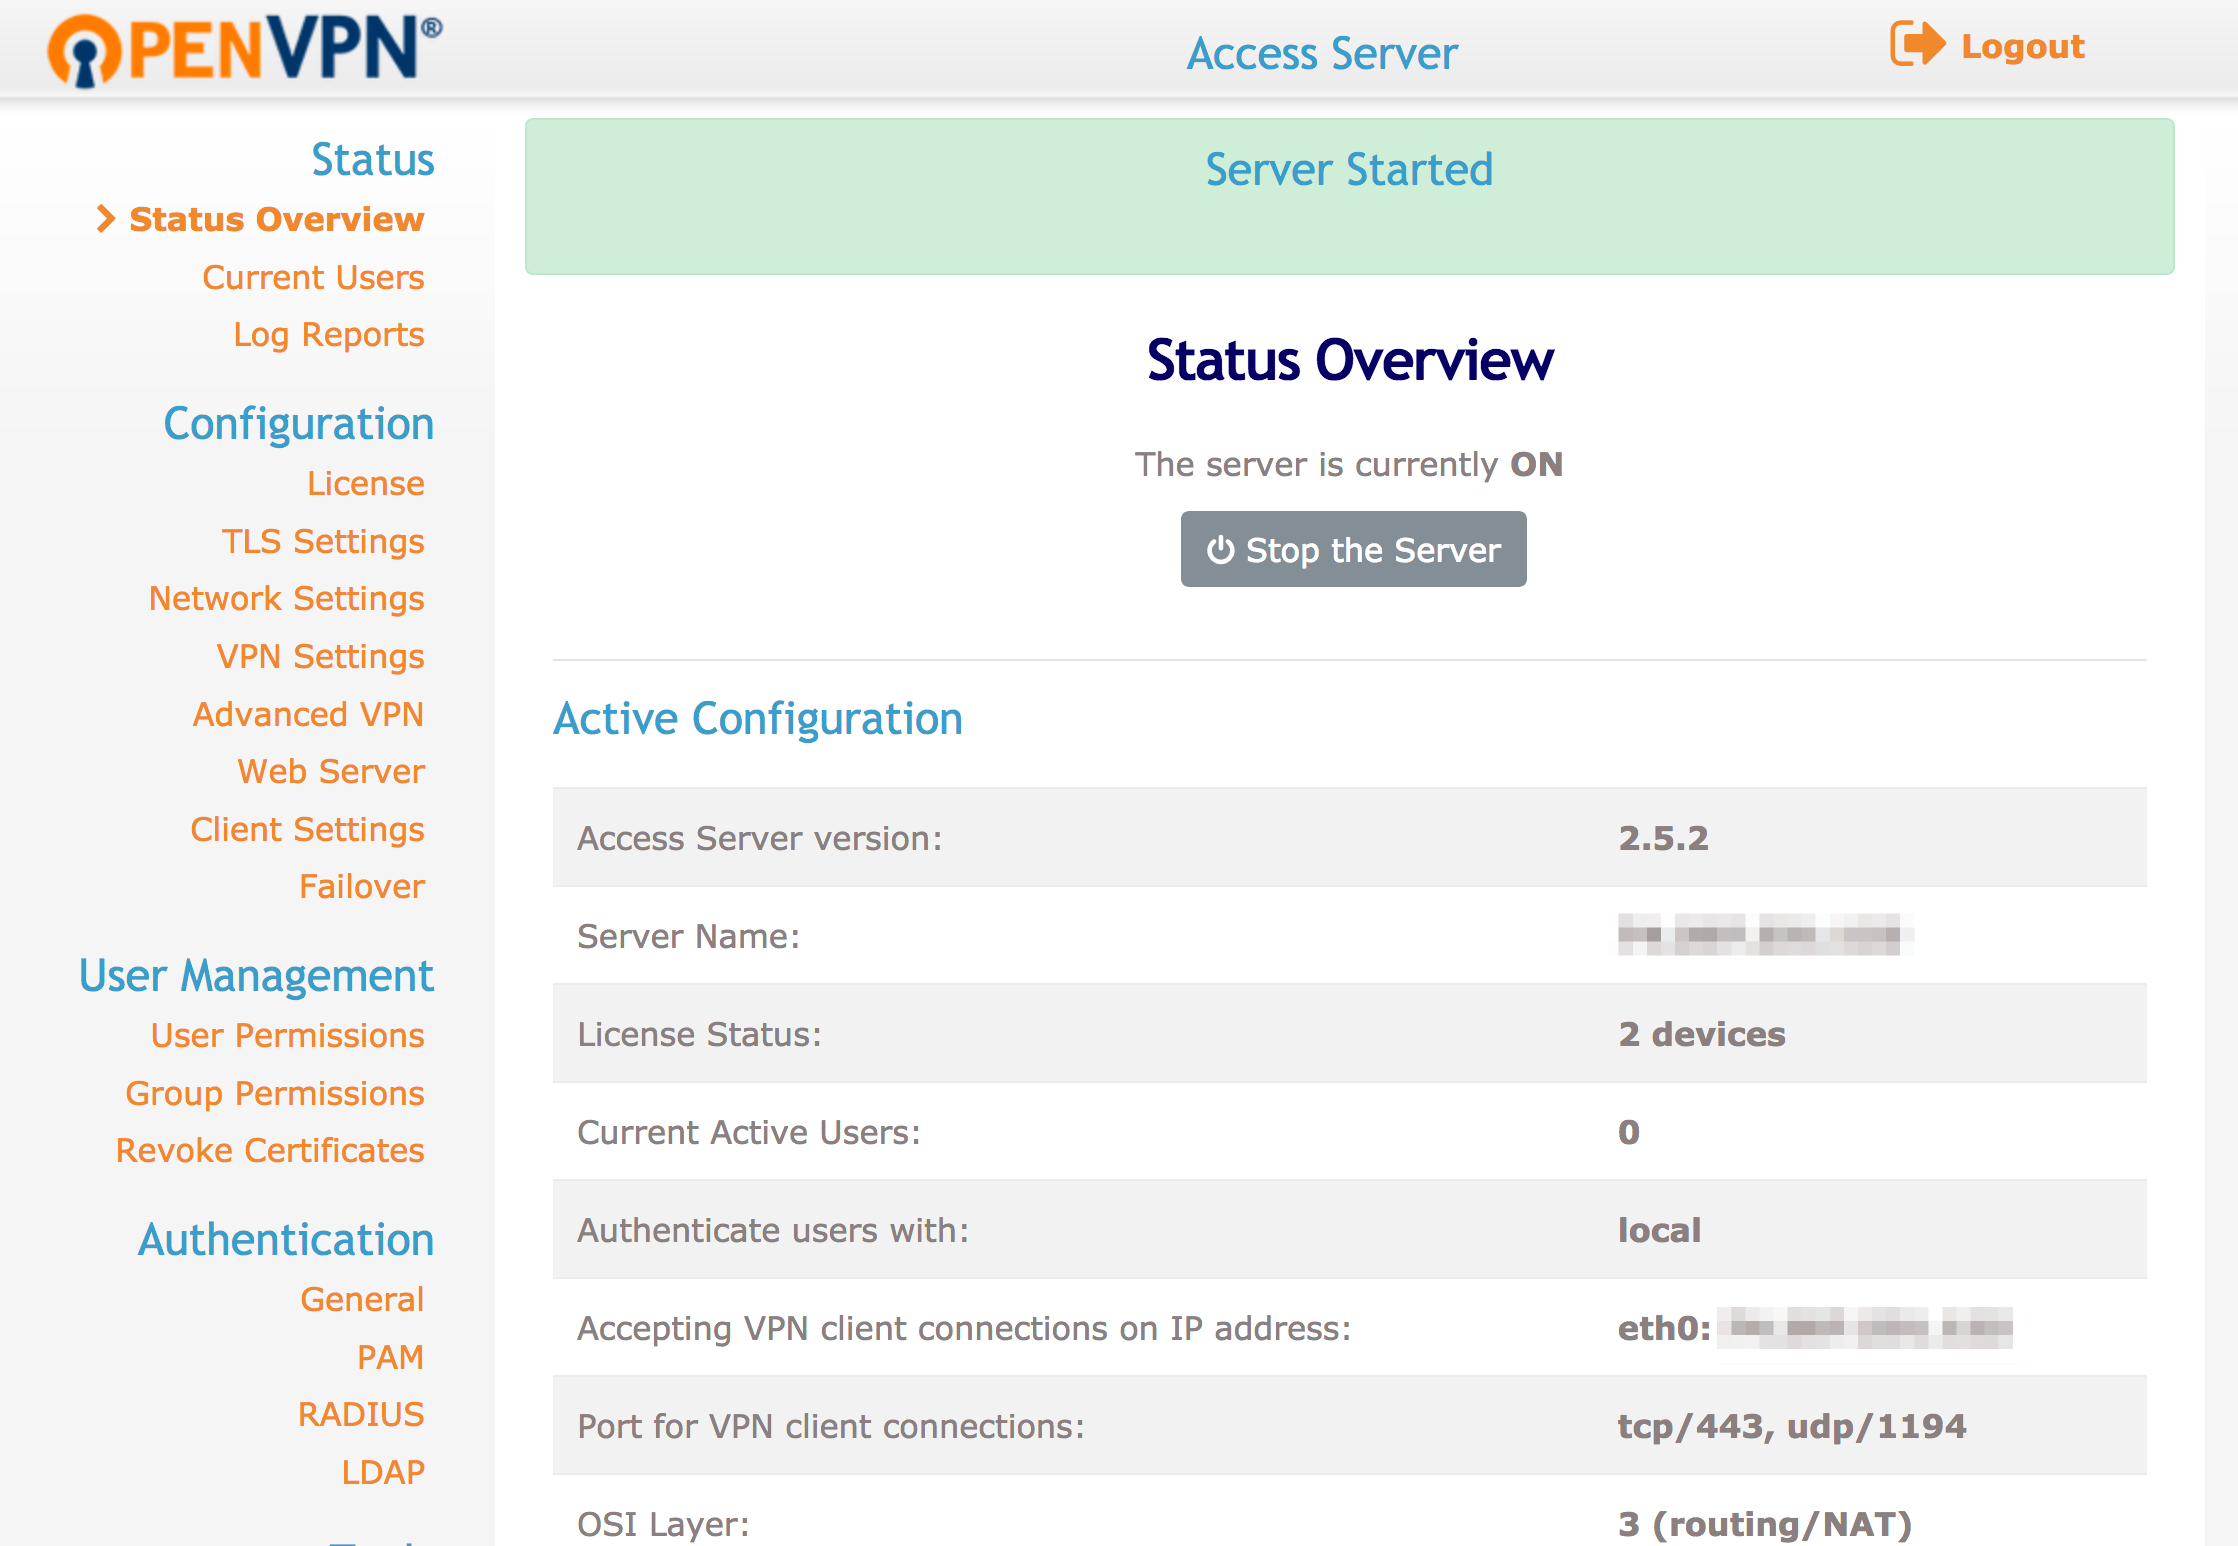 OPENVPN®
Access Server
Logout
Status
Status Overview
Current Users
Log Reports
Configuration
License
TLS Settings
Network Settings
VPN Settings
Advanced VPN
Web Server
Client Settings
Failover
User Management
User Permissions
Group Permissions
Revoke Certificates
Authentication
General
PAM
RADIUS
LDAP
Server Started
Status Overview
The server is currently ON
Stop the Server
Active Configuration
Access Server version: 2.5.2
Server Name:
License Status: 2 devices
Current Active Users: 0
Authenticate users with: local
Accepting VPN client connections on IP address: eth0:
Port for VPN client connections: tcp/443, udp/1194
OSI Layer: 3 (routing/NAT)